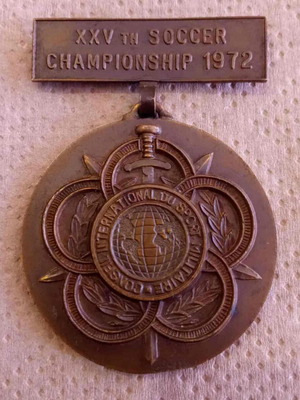 XXV TH SOCCER
CHAMPIONSHIP 1972
CONSEIL INTERNATIONAL DU SPORT MILITAIRE